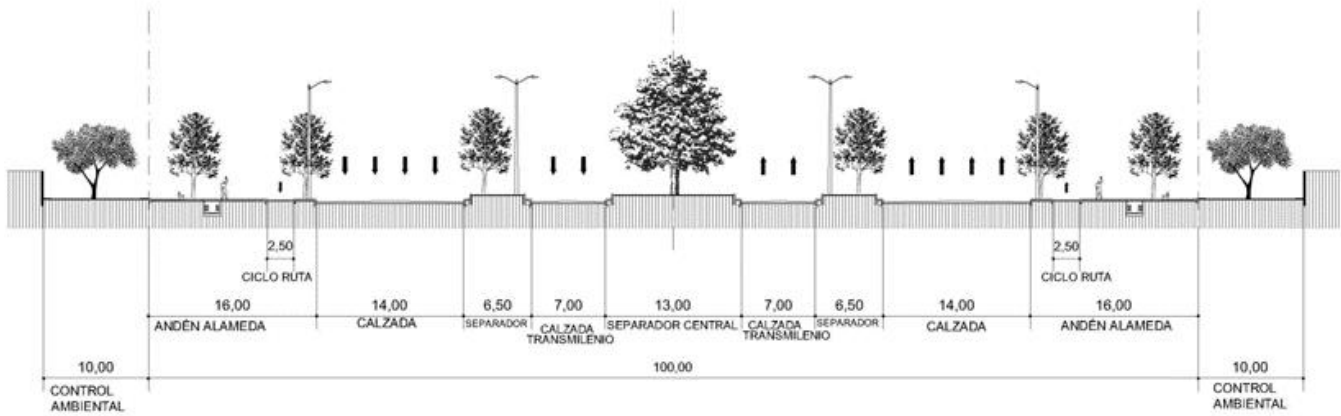 2,50
2,50
CICLO RUTA
CICLO RUTA
16,00
14,00
6,50
7,00
13,00
7,00
6,50
14,00
16,00
ANDÉN ALAMEDA
CALZADA
SEPARADOR
CALZADA
TRANSMILENIO
SEPARADOR CENTRAL
CALZADA
TRANSMILENIO
SEPARADOR
CALZADA
ANDÉN ALAMEDA
10,00
100,00
10,00
CONTROL
AMBIENTAL
CONTROL
AMBIENTAL